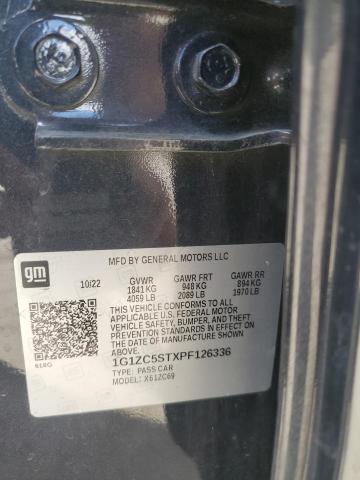 MFD BY GENERAL MOTORS LLC
gm
10/22 GVWR GAWR FRT GAWR RR
1841 KG 948 KG 894 KG
4059 LB 2089 LB 1970 LB
THIS VEHICLE CONFORMS TO ALL
APPLICABLE U.S. FEDERAL MOTOR
VEHICLE SAFETY, BUMPER, AND THEFT
PREVENTION STANDARDS IN EFFECT ON
THE DATE OF MANUFACTURE SHOWN ABOVE.
1G1ZC5STXPF126336
TYPE: PASS CAR
MODEL: X61ZC69